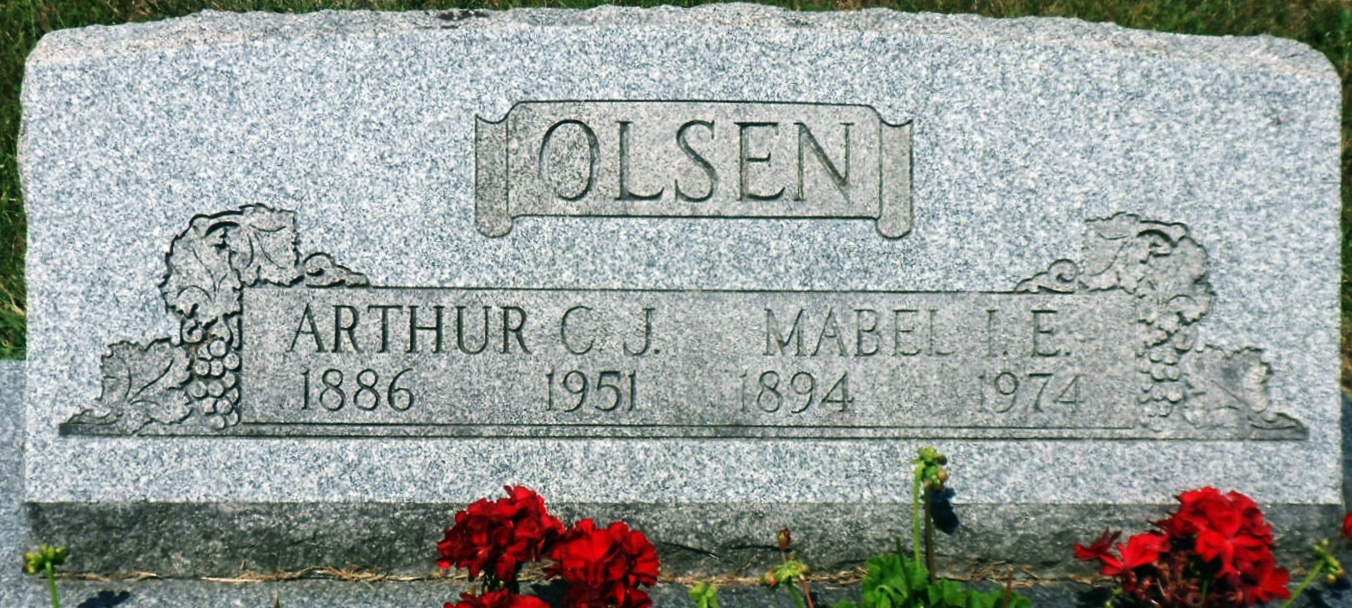 OLSEN
ARTHUR C. J. MABEL I. E.
1886 1951 1894 1974